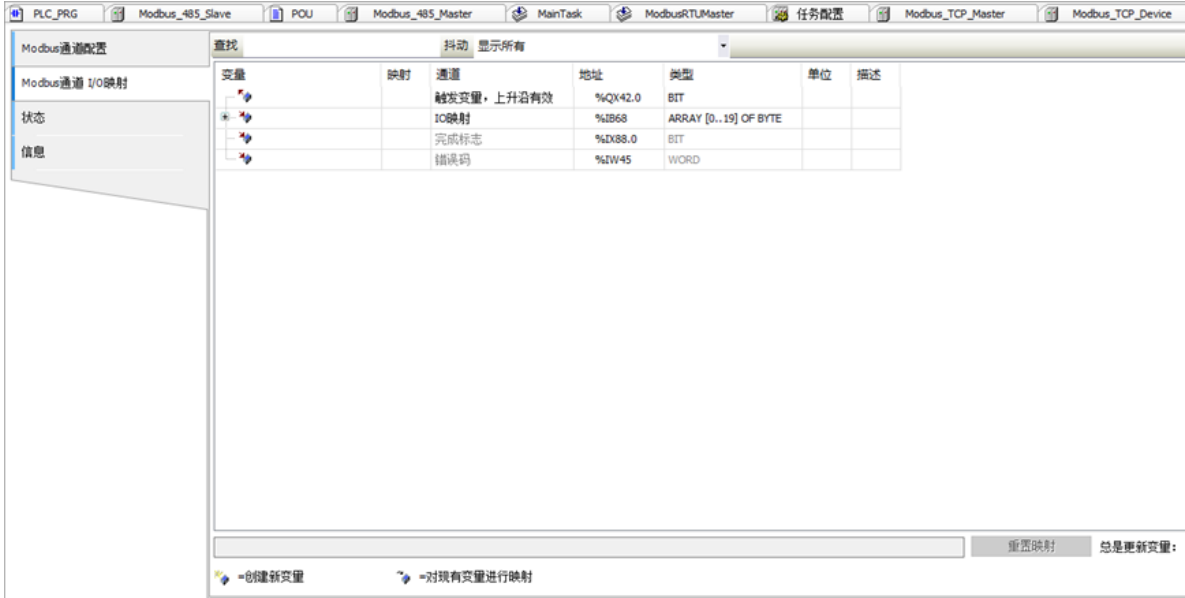 PLC_PRG Modbus_485_Slave POU Modbus_485_Master MainTask ModbusRTUMaster 任务配置 Modbus_TCP_Master Modbus_TCP_Device
Modbus通道配置
Modbus通道 I/O映射
状态
信息
查找 抖动 显示所有
变量 映射 通道 地址 类型 单位 描述
触发变量，上升沿有效 %QX42.0 BIT
IO映射 %IB68 ARRAY [0..19] OF BYTE
完成标志 %IX88.0 BIT
错误码 %IW45 WORD
重置映射 总是更新变量:
=创建新变量 =对现有变量进行映射